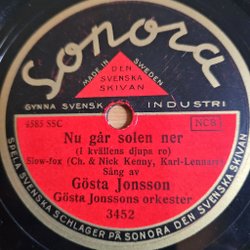 Sonora
MADE IN SWEDEN
DEN
SVENSKA
SKIVAN
GYNNA SVENSK INDUSTRI
4585 SSC
NCB
Nu går solen ner
(I kvällens djupa ro)
Slow-fox (Ch. & Nick Kenny, Karl-Lennart)
Sång av
Gösta Jonsson
Gösta Jonssons orkester
3452
SPELA SVENSKA SCHLAGER PÅ SONORA DEN SVENSKA SKIVAN